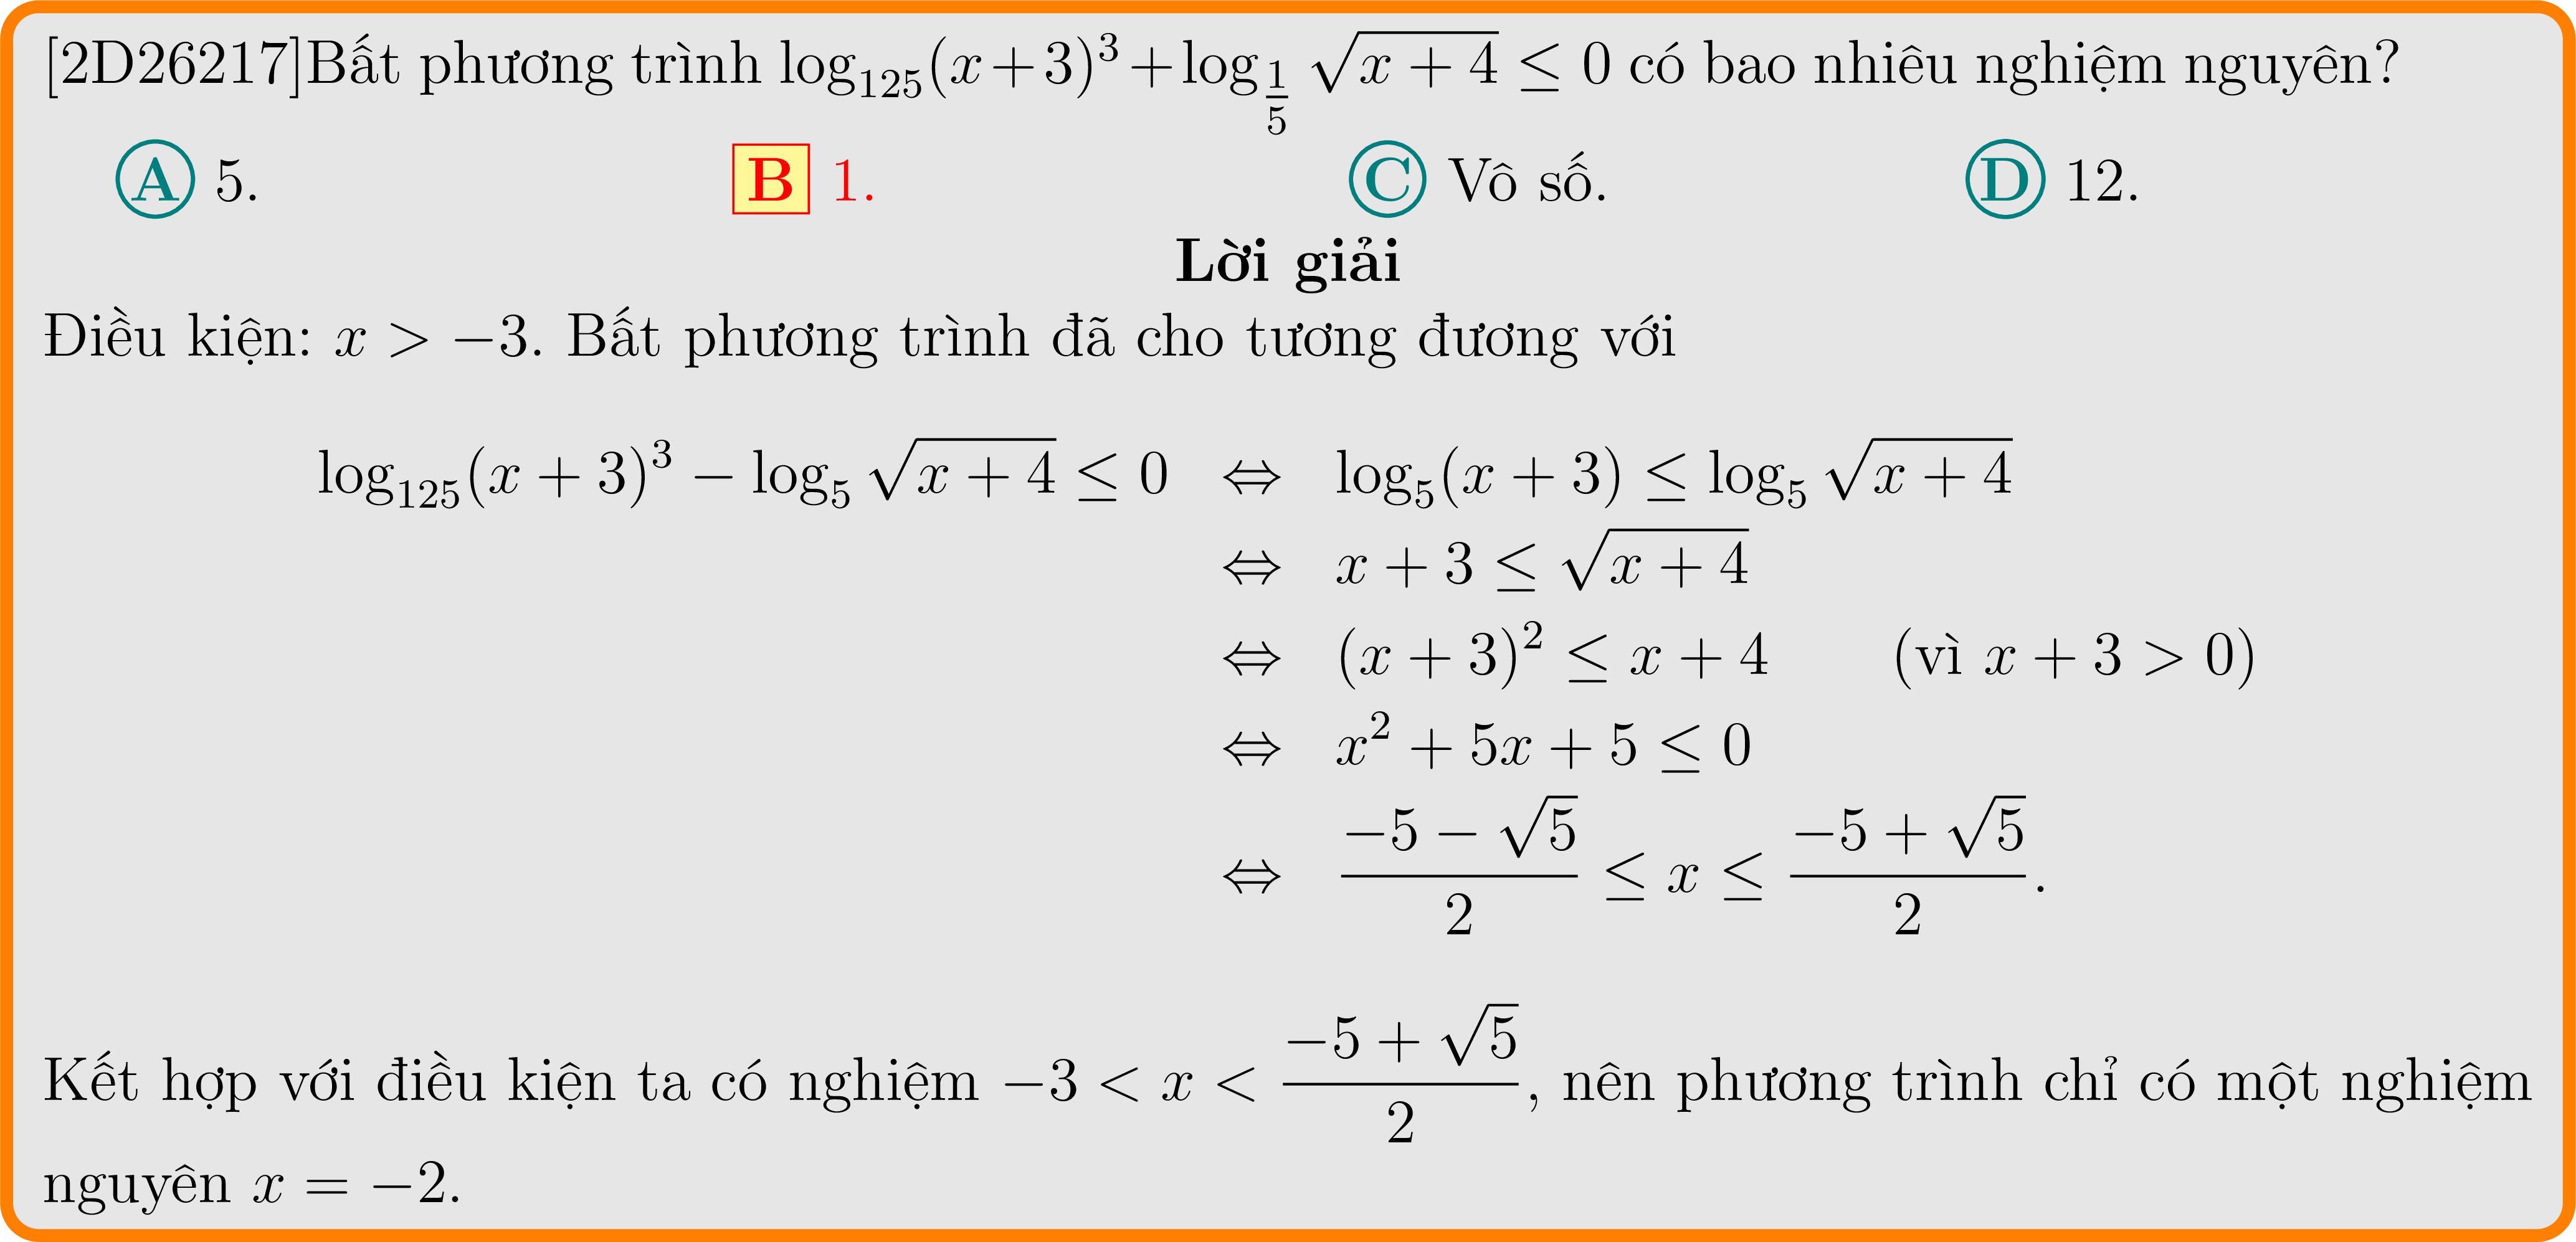 [2D26217]Bất phương trình $\log_{125}(x+3)^3+\log_{\frac{1}{5}}\sqrt{x+4}\leq 0$ có bao nhiêu nghiệm nguyên?
A 5. B 1. C Vô số. D 12.
Lời giải
Điều kiện: $x>-3$. Bất phương trình đã cho tương đương với
$\log_{125}(x+3)^3-\log_5\sqrt{x+4}\leq 0 \Leftrightarrow \log_5(x+3)\leq\log_5\sqrt{x+4}$
$\Leftrightarrow x+3\leq\sqrt{x+4}$
$\Leftrightarrow (x+3)^2\leq x+4$ (vì $x+3>0$)
$\Leftrightarrow x^2+5x+5\leq 0$
$\Leftrightarrow \frac{-5-\sqrt{5}}{2}\leq x\leq\frac{-5+\sqrt{5}}{2}.$
Kết hợp với điều kiện ta có nghiệm $-3<x<\frac{-5+\sqrt{5}}{2}$, nên phương trình chỉ có một nghiệm
nguyên $x=-2$.